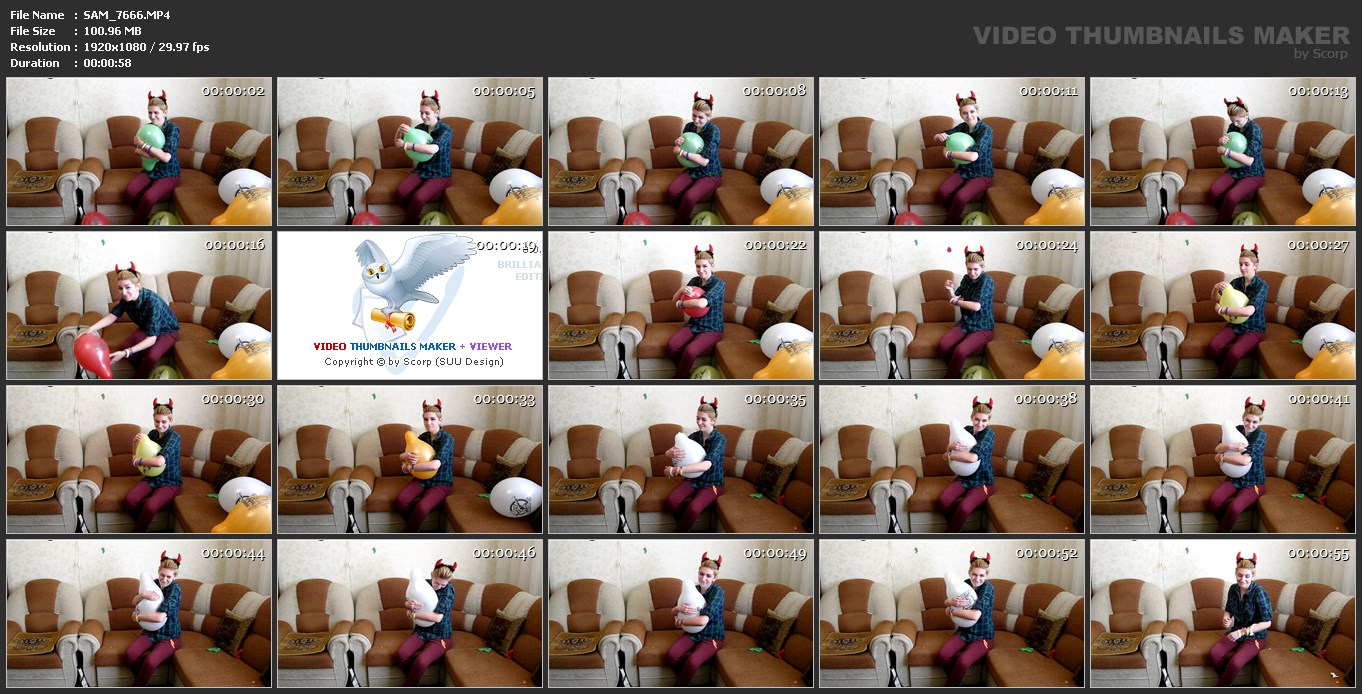 File Name : SAM_7666.MP4
File Size : 100.96 MB
Resolution : 1920x1080 / 29.97 fps
Duration : 00:00:58
VIDEO THUMBNAILS MAKER
by Scorp
00:00:02
00:00:05
00:00:08
00:00:11
00:00:13
00:00:16
00:00:19
BRILLIA
EDIT
VIDEO THUMBNAILS MAKER + VIEWER
Copyright © by Scorp (SUU Design)
00:00:22
00:00:24
00:00:27
00:00:30
00:00:33
00:00:35
00:00:38
00:00:41
00:00:44
00:00:46
00:00:49
00:00:52
00:00:55